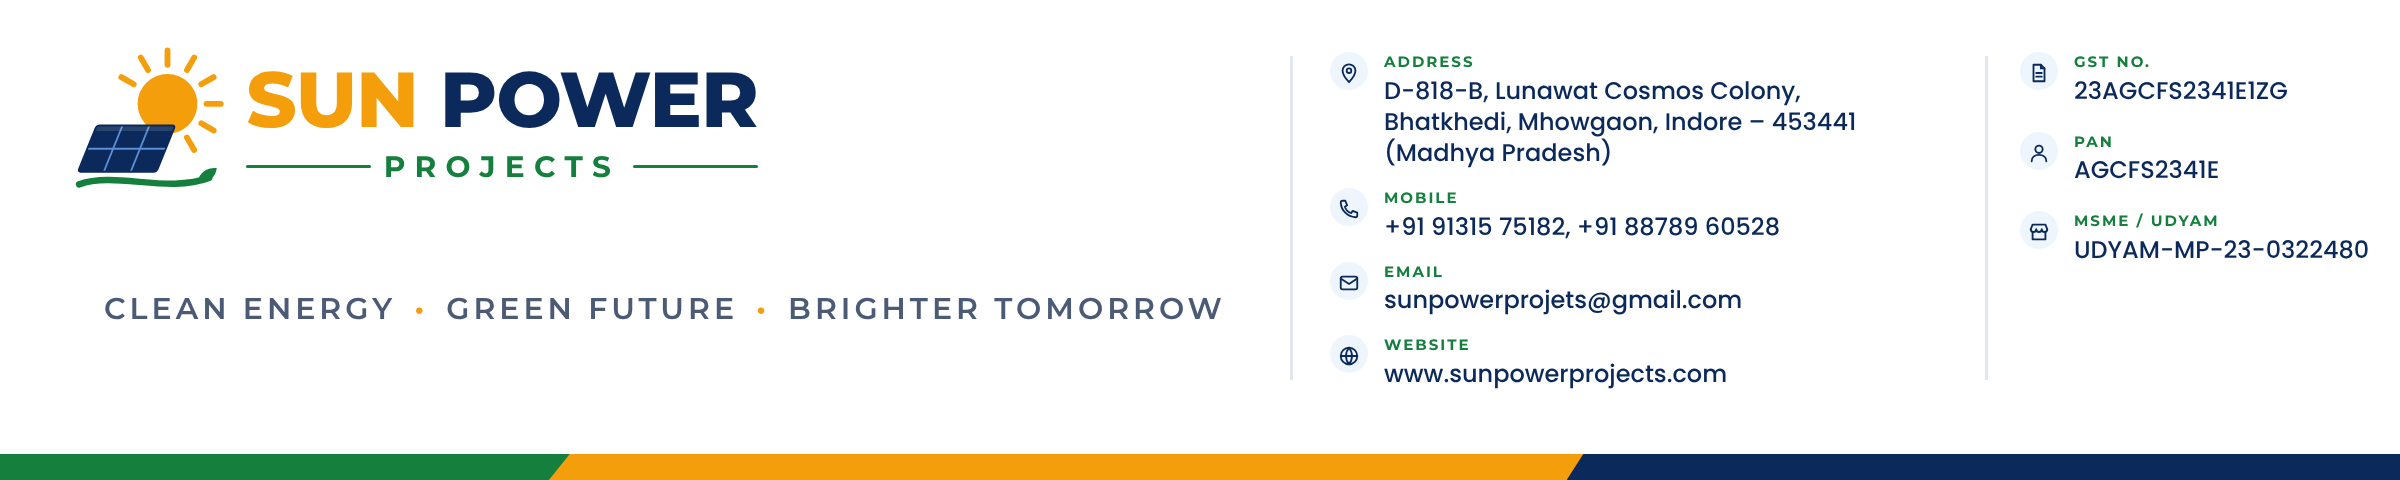 SUN POWER
PROJECTS
CLEAN ENERGY • GREEN FUTURE • BRIGHTER TOMORROW
ADDRESS
D-818-B, Lunawat Cosmos Colony,
Bhatkhedi, Mhowgaon, Indore – 453441
(Madhya Pradesh)
MOBILE
+91 91315 75182, +91 88789 60528
EMAIL
sunpowerprojets@gmail.com
WEBSITE
www.sunpowerprojects.com
GST NO.
23AGCFS2341E1ZG
PAN
AGCFS2341E
MSME / UDYAM
UDYAM-MP-23-0322480